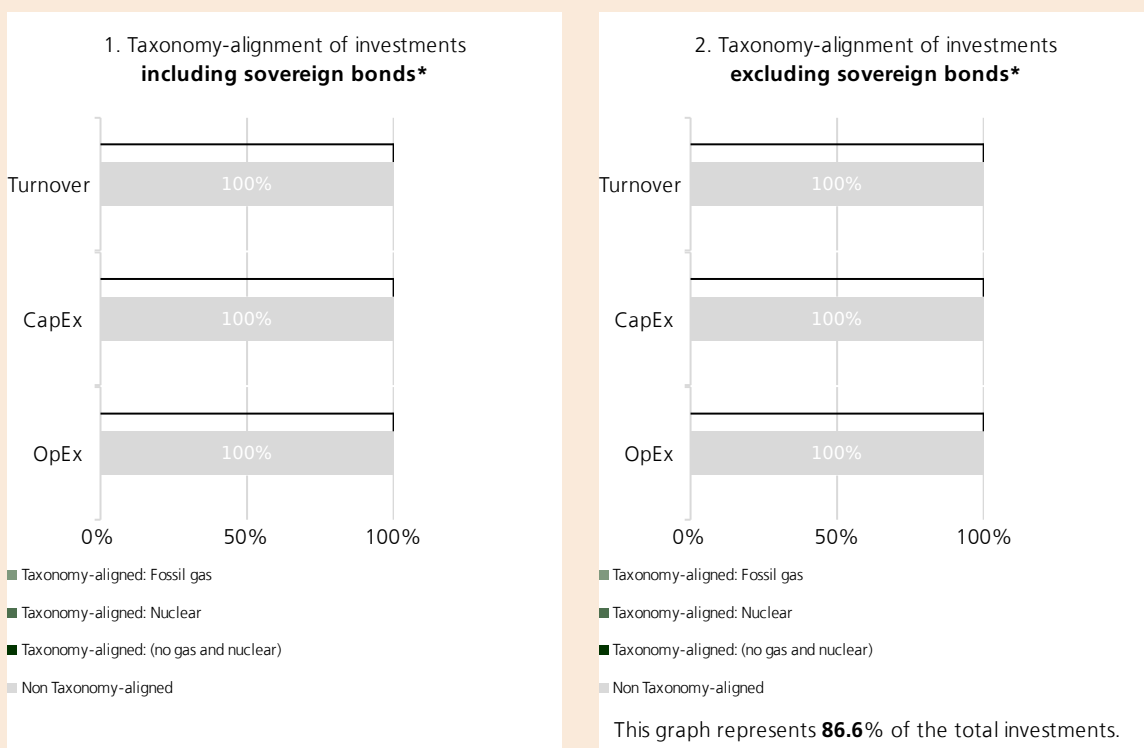 1. Taxonomy-alignment of investments
including sovereign bonds*
Turnover
100%
CapEx
100%
OpEx
100%
0% 50% 100%
Taxonomy-aligned: Fossil gas
Taxonomy-aligned: Nuclear
Taxonomy-aligned: (no gas and nuclear)
Non Taxonomy-aligned
2. Taxonomy-alignment of investments
excluding sovereign bonds*
Turnover
100%
CapEx
100%
OpEx
100%
0% 50% 100%
Taxonomy-aligned: Fossil gas
Taxonomy-aligned: Nuclear
Taxonomy-aligned: (no gas and nuclear)
Non Taxonomy-aligned
This graph represents 86.6% of the total investments.